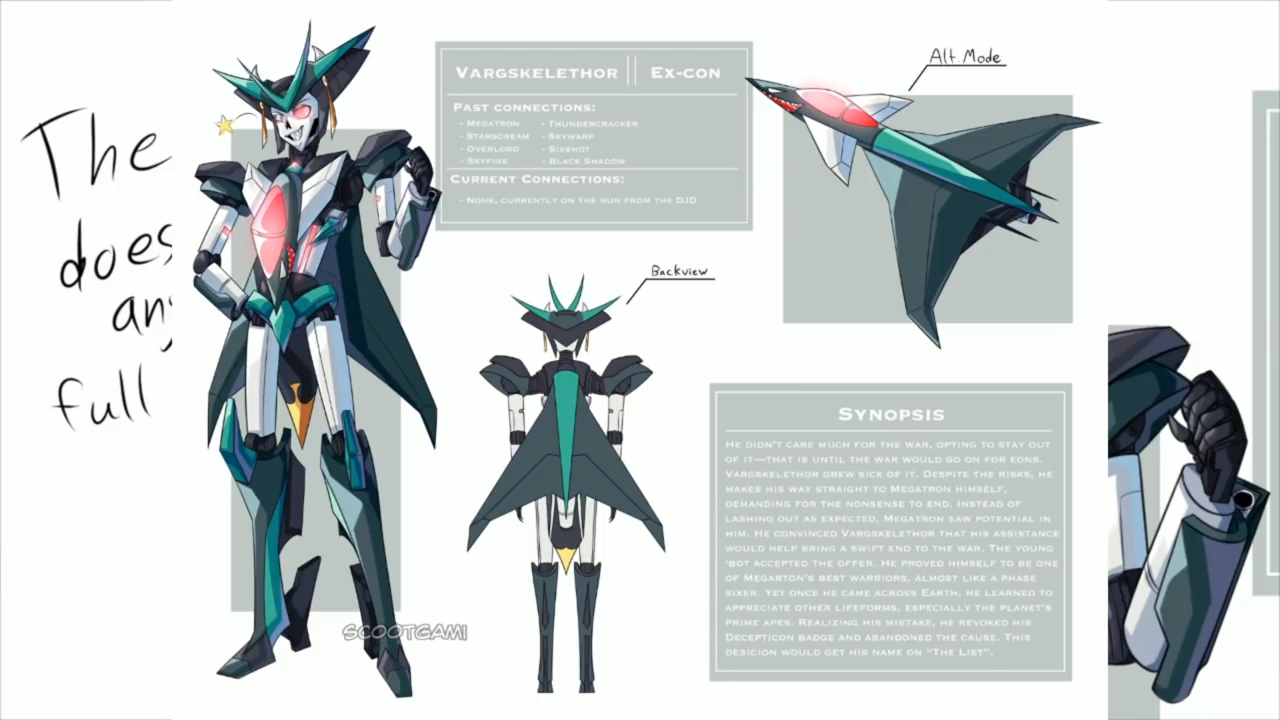 The
does
an
full
VARGSKELETHOR || EX-CON
PAST CONNECTIONS:
- MEGATRON - THUNDERCRACKER
- STARSCREAM - SKYWARP
- OVERLORD - SIXSHOT
- SKYFIRE - BLACK SHADOW
CURRENT CONNECTIONS:
- NONE, CURRENTLY ON THE RUN FROM THE DJD
Alt. Mode
Backview
SYNOPSIS
HE DIDN'T CARE MUCH FOR THE WAR, OPTING TO STAY OUT
OF IT—THAT IS UNTIL THE WAR WOULD GO ON FOR EONS.
VARGSKELETHOR GREW SICK OF IT. DESPITE THE RISKS, HE
MAKES HIS WAY STRAIGHT TO MEGATRON HIMSELF,
DEMANDING FOR THE NONSENSE TO END. INSTEAD OF
LASHING OUT AS EXPECTED, MEGATRON SAW POTENTIAL IN
HIM. HE CONVINCED VARGSKELETHOR THAT HIS ASSISTANCE
WOULD HELP BRING A SWIFT END TO THE WAR. THE YOUNG
'BOT ACCEPTED THE OFFER. HE PROVED HIMSELF TO BE ONE
OF MEGARTON'S BEST WARRIORS, ALMOST LIKE A PHASE
SIXER. YET ONCE HE CAME ACROSS EARTH, HE LEARNED TO
APPRECIATE OTHER LIFEFORMS, ESPECIALLY THE PLANET'S
PRIME APES. REALIZING HIS MISTAKE, HE REVOKED HIS
DECEPTICON BADGE AND ABANDONED THE CAUSE. THIS
DESICION WOULD GET HIS NAME ON "THE LIST".
SCOOTGAMI